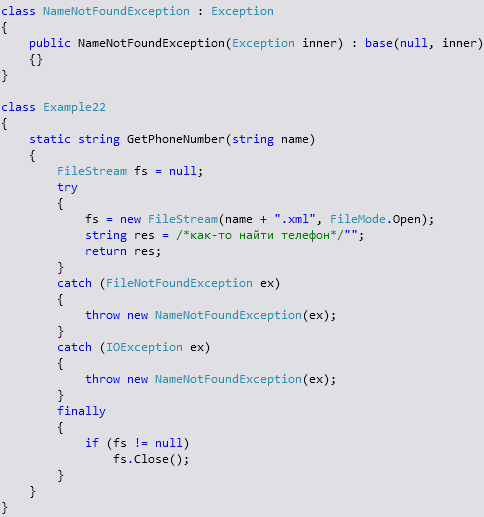 class NameNotFoundException : Exception
{
    public NameNotFoundException(Exception inner) : base(null, inner)
    {}
}

class Example22
{
    static string GetPhoneNumber(string name)
    {
        FileStream fs = null;
        try
        {
            fs = new FileStream(name + ".xml", FileMode.Open);
            string res = /*как-то найти телефон*/"";
            return res;
        }
        catch (FileNotFoundException ex)
        {
            throw new NameNotFoundException(ex);
        }
        catch (IOException ex)
        {
            throw new NameNotFoundException(ex);
        }
        finally
        {
            if (fs != null)
                fs.Close();
        }
    }
}